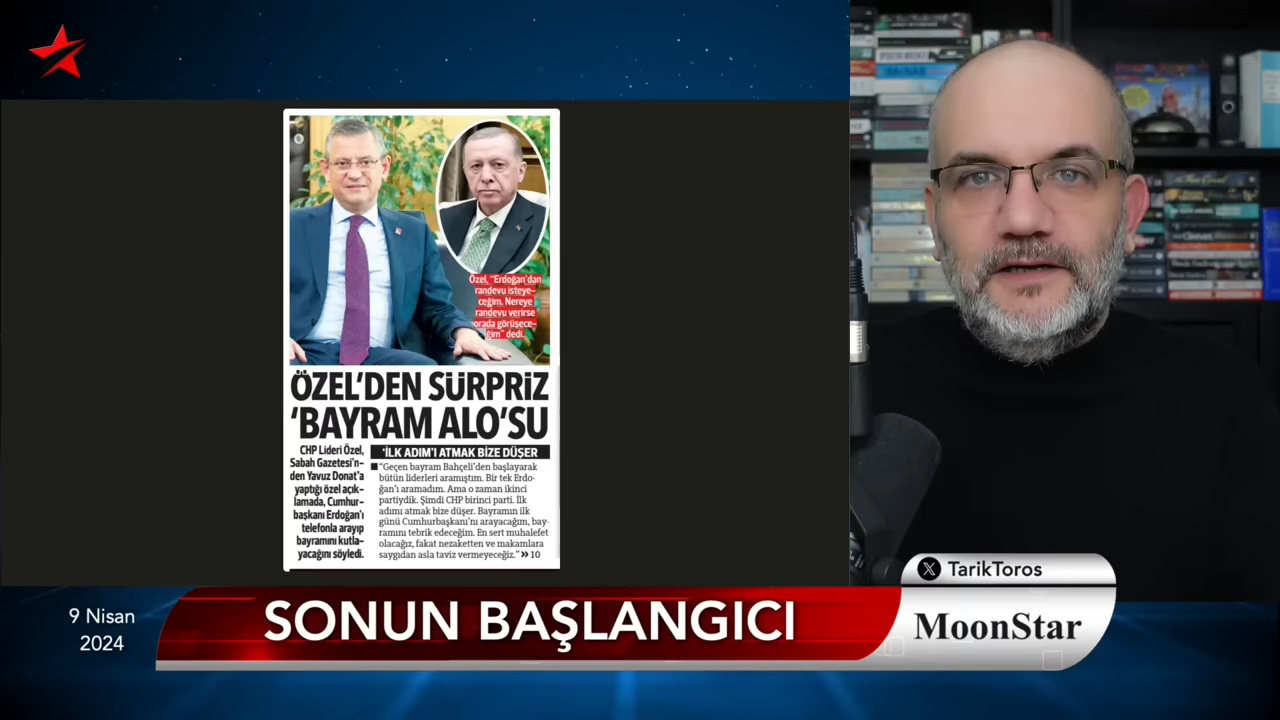 Özel, "Erdoğan'dan
randevu isteye-
ceğim. Nereye
randevu verirse
orada görüşece-
ğim" dedi.
ÖZEL'DEN SÜRPRİZ
'BAYRAM ALO'SU
CHP Lideri Özel,
Sabah Gazetesi'n-
den Yavuz Donat'a
yaptığı özel açık-
lamada, Cumhur-
başkanı Erdoğan'ı
telefonla arayıp
bayramını kutla-
yacağını söyledi.
'İLK ADIM'I ATMAK BİZE DÜŞER
"Geçen bayram Bahçeli'den başlayarak
bütün liderleri aramıştım. Bir tek Erdo-
ğan'ı aramadım. Ama o zaman ikinci
partiydik. Şimdi CHP birinci parti. İlk
adımı atmak bize düşer. Bayramın ilk
günü Cumhurbaşkanı'nı arayacağım, bay-
ramını tebrik edeceğim. En sert muhalefet
olacağız, fakat nezaketten ve makamlara
saygıdan asla taviz vermeyeceğiz." » 10
9 Nisan
2024
SONUN BAŞLANGICI
X TarikToros
MoonStar